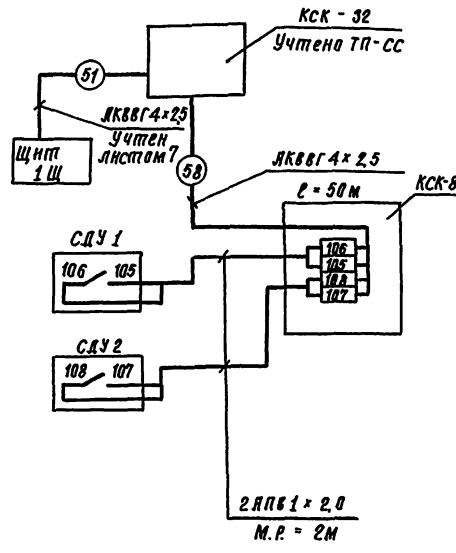 КСК - 32
Учтено ТП-СС
51
АКВВГ 4×2,5
Учтен
листом 7
Щит
1Щ
58
АКВВГ 4×2,5
ℓ = 50м
КСК-8
СДУ 1
106 105
106
105
108
107
СДУ 2
108 107
2АПВ 1 × 2,0
М.Р. = 2м